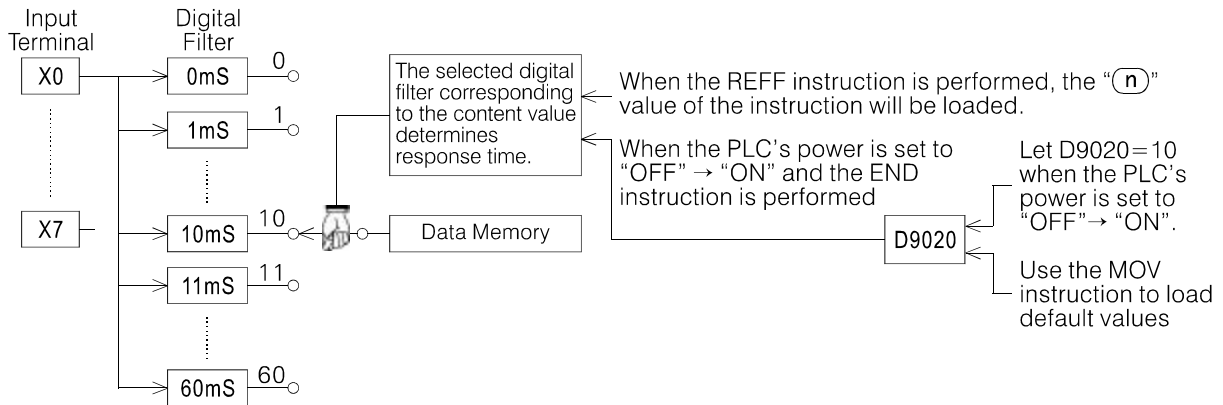 Input
Terminal
Digital
Filter
X0
0mS
0
1mS
1
X7
10mS
10
11mS
11
60mS
60
The selected digital
filter corresponding
to the content value
determines
response time.
Data Memory
When the REFF instruction is performed, the “(n)”
value of the instruction will be loaded.
When the PLC's power is set to
“OFF” → “ON” and the END
instruction is performed
D9020
Let D9020=10
when the PLC's
power is set to
“OFF”→ “ON”.
Use the MOV
instruction to load
default values